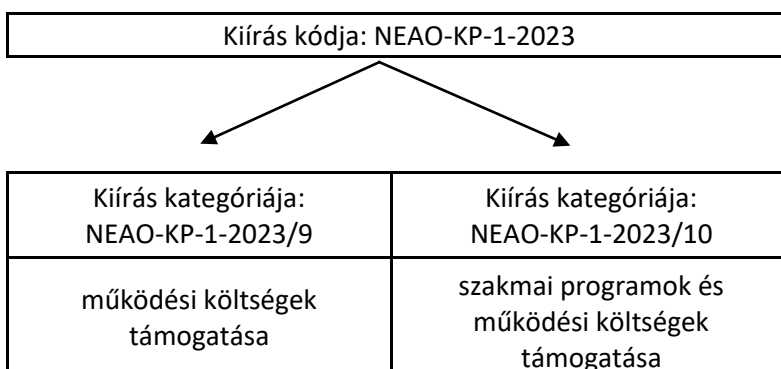 Kiírás kódja: NEAO-KP-1-2023
Kiírás kategóriája:
NEAO-KP-1-2023/9
Kiírás kategóriája:
NEAO-KP-1-2023/10
működési költségek
támogatása
szakmai programok és
működési költségek
támogatása